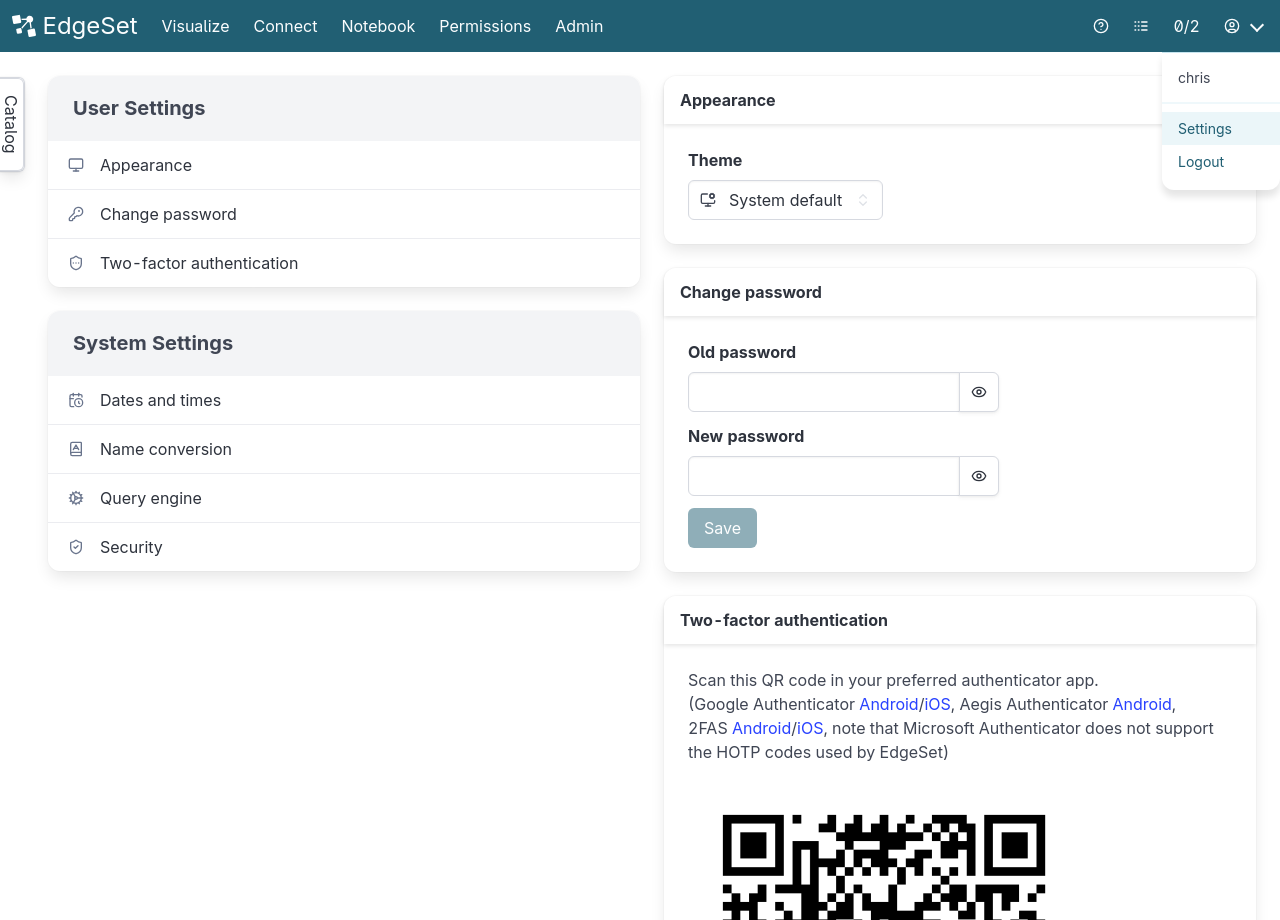 EdgeSet
Visualize
Connect
Notebook
Permissions
Admin
0/2
chris
Settings
Logout
Catalog
User Settings
Appearance
Change password
Two-factor authentication
System Settings
Dates and times
Name conversion
Query engine
Security
Appearance
Theme
System default
Change password
Old password
New password
Save
Two-factor authentication
Scan this QR code in your preferred authenticator app.
(Google Authenticator Android/iOS, Aegis Authenticator Android,
2FAS Android/iOS, note that Microsoft Authenticator does not support
the HOTP codes used by EdgeSet)